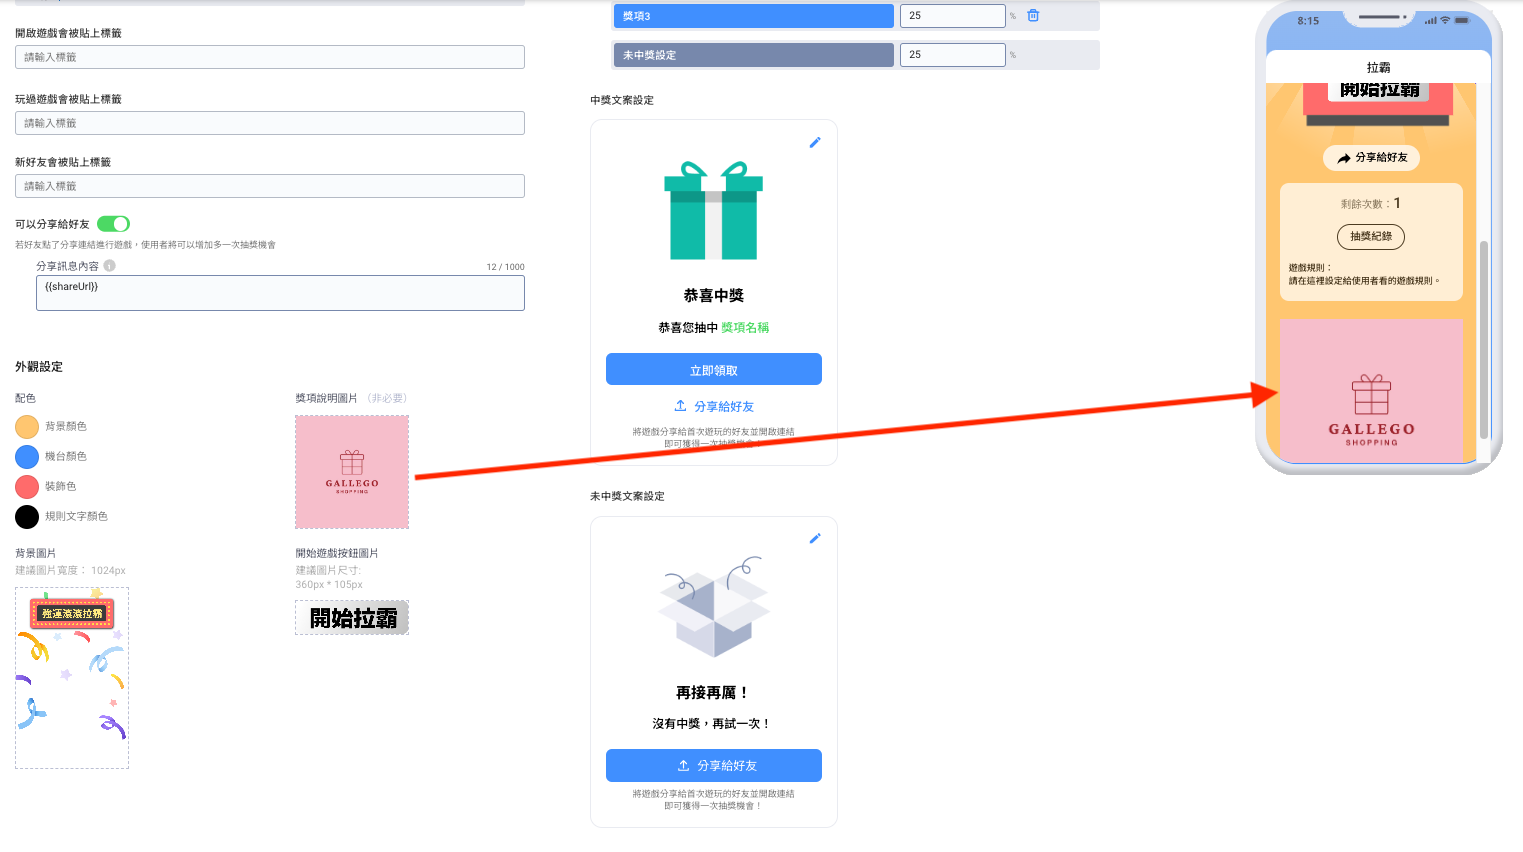 開啟遊戲會被貼上標籤
請輸入標籤
玩過遊戲會被貼上標籤
請輸入標籤
新好友會被貼上標籤
請輸入標籤
可以分享給好友
若好友點了分享連結進行遊戲，使用者將可以增加多一次抽獎機會
分享訊息內容
12 / 1000
{{shareUrl}}
外觀設定
配色
背景顏色
機台顏色
裝飾色
規則文字顏色
獎項說明圖片 （非必要）
GALLEGO
SHOPPING
背景圖片
建議圖片寬度： 1024px
強運滾滾拉霸
開始遊戲按鈕圖片
建議圖片尺寸:
360px * 105px
開始拉霸
獎項3
25
%
未中獎設定
25
%
中獎文案設定
恭喜中獎
恭喜您抽中 獎項名稱
立即領取
分享給好友
將遊戲分享給首次遊玩的好友並開啟連結
即可獲得一次抽獎機會！
未中獎文案設定
再接再厲！
沒有中獎，再試一次！
分享給好友
將遊戲分享給首次遊玩的好友並開啟連結
即可獲得一次抽獎機會！
8:15
拉霸
開始拉霸
分享給好友
剩餘次數：1
抽獎紀錄
遊戲規則：
請在這裡設定給使用者看的遊戲規則。
GALLEGO
SHOPPING